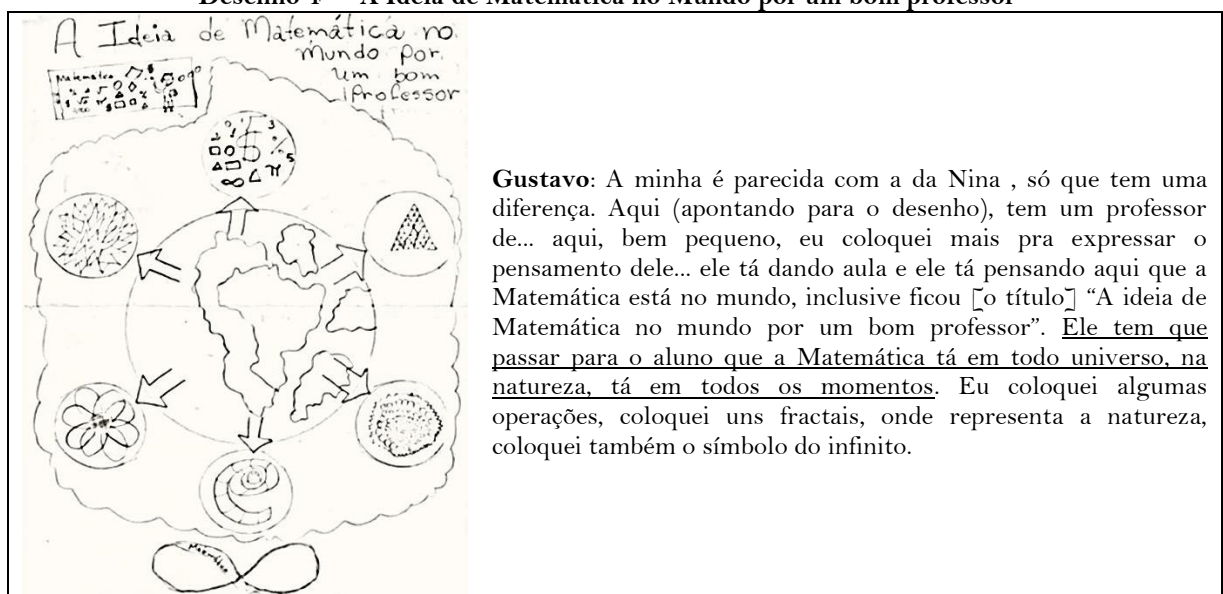 Desenho 4 – A Ideia de Matemática no Mundo por um bom professor
A Ideia de Matemática no
Mundo por
um bom
Professor
Matemática
Gustavo: A minha é parecida com a da Nina , só que tem uma
diferença. Aqui (apontando para o desenho), tem um professor
de... aqui, bem pequeno, eu coloquei mais pra expressar o
pensamento dele... ele tá dando aula e ele tá pensando aqui que a
Matemática está no mundo, inclusive ficou [o título] “A ideia de
Matemática no mundo por um bom professor”. Ele tem que
passar para o aluno que a Matemática tá em todo universo, na
natureza, tá em todos os momentos. Eu coloquei algumas
operações, coloquei uns fractais, onde representa a natureza,
coloquei também o símbolo do infinito.
Matemática